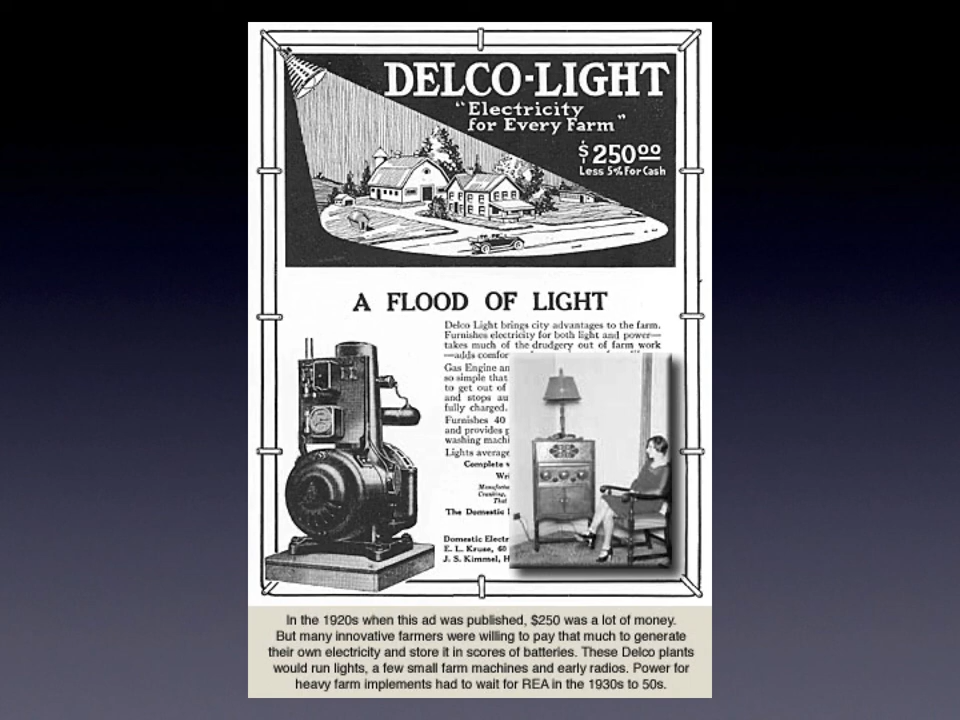 DELCO-LIGHT
"Electricity
for Every Farm"
$250.00
Less 5% For Cash
A FLOOD OF LIGHT
Delco Light brings city advantages to the farm.
Furnishes electricity for both light and power—
takes much of the drudgery out of farm work
—adds comfor
Gas Engine an
so simple that
to get out of
and stops au
fully charged.
Furnishes 40
and provides p
washing machi
Lights average
Complete w
Wri
Manufactu
Cranking,
That
The Domestic
Domestic Electr
E. L. Kruse, 60
J. S. Kimmel, H
In the 1920s when this ad was published, $250 was a lot of money.
But many innovative farmers were willing to pay that much to generate
their own electricity and store it in scores of batteries. These Delco plants
would run lights, a few small farm machines and early radios. Power for
heavy farm implements had to wait for REA in the 1930s to 50s.